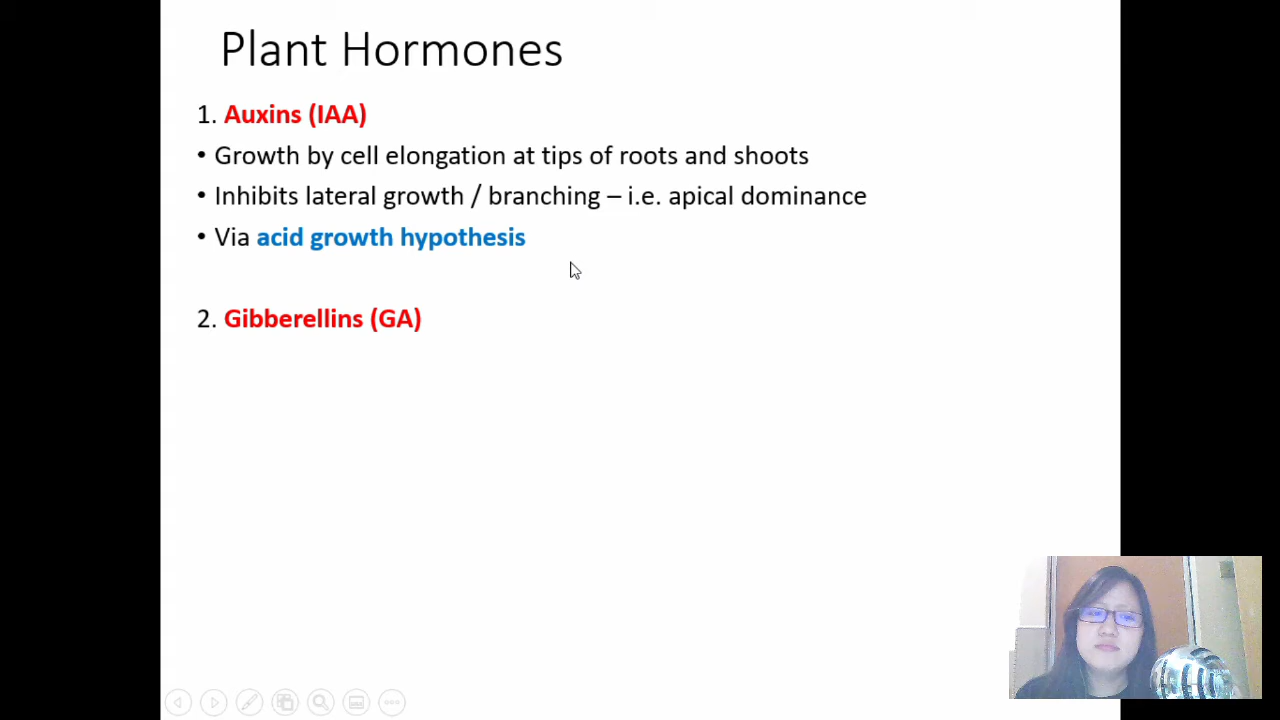 Plant Hormones
1. Auxins (IAA)
• Growth by cell elongation at tips of roots and shoots
• Inhibits lateral growth / branching – i.e. apical dominance
• Via acid growth hypothesis
2. Gibberellins (GA)